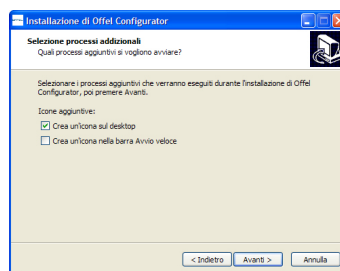 Installazione di Offel Configurator
Selezione processi addizionali
Quali processi aggiuntivi si vogliono avviare?
Selezionare i processi aggiuntivi che verranno eseguiti durante l'installazione di Offel
Configurator, poi premere Avanti.
Icone aggiuntive:
Crea un'icona sul desktop
Crea un'icona nella barra Avvio veloce
< Indietro
Avanti >
Annulla